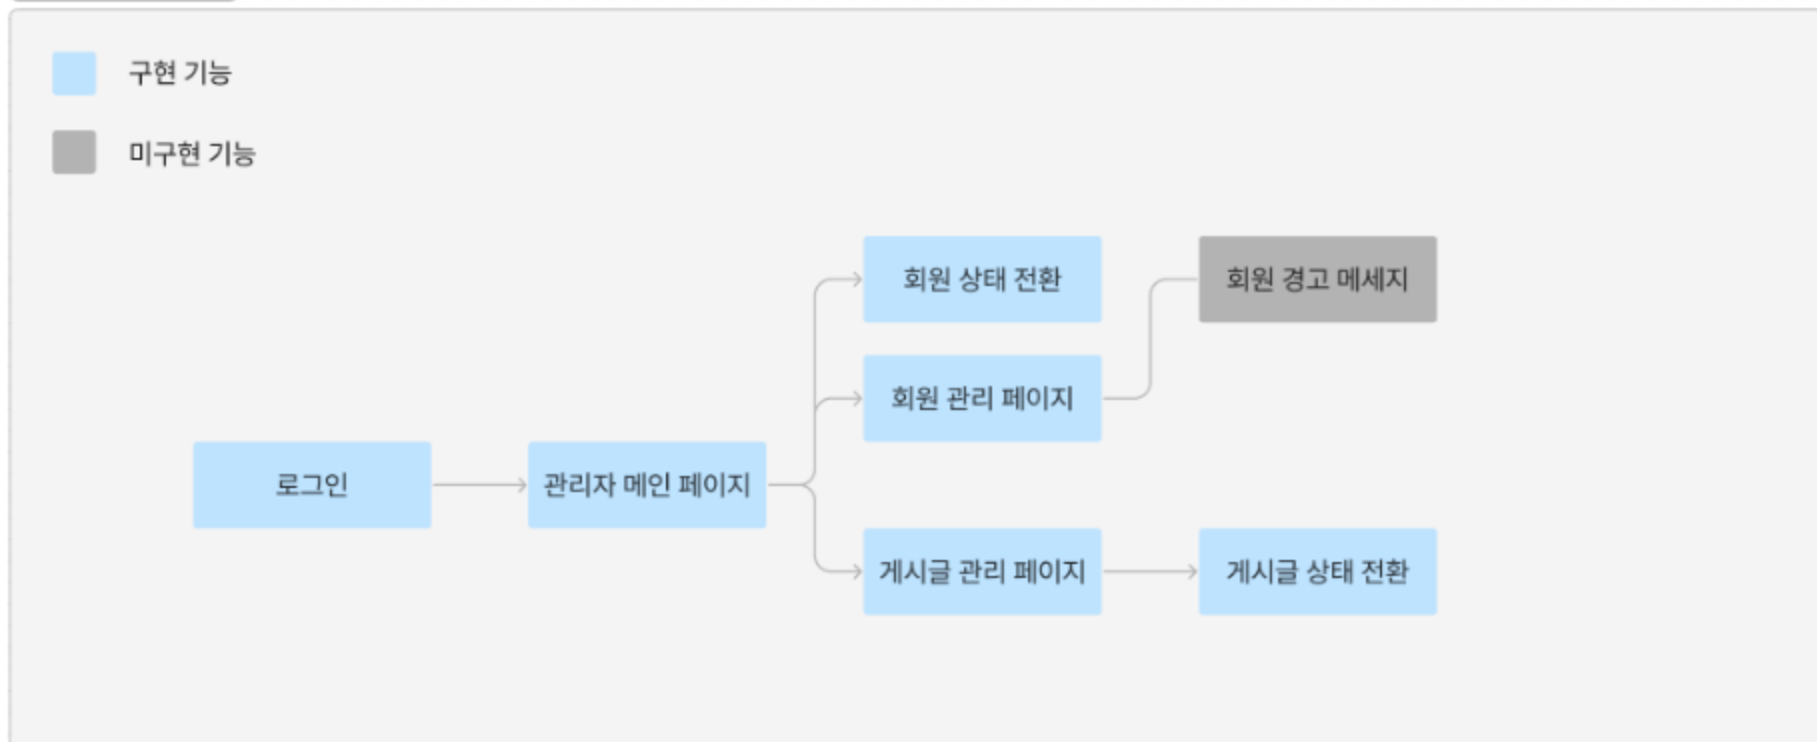 구현 기능
미구현 기능
회원 상태 전환
회원 경고 메세지
회원 관리 페이지
로그인
관리자 메인 페이지
게시글 관리 페이지
게시글 상태 전환